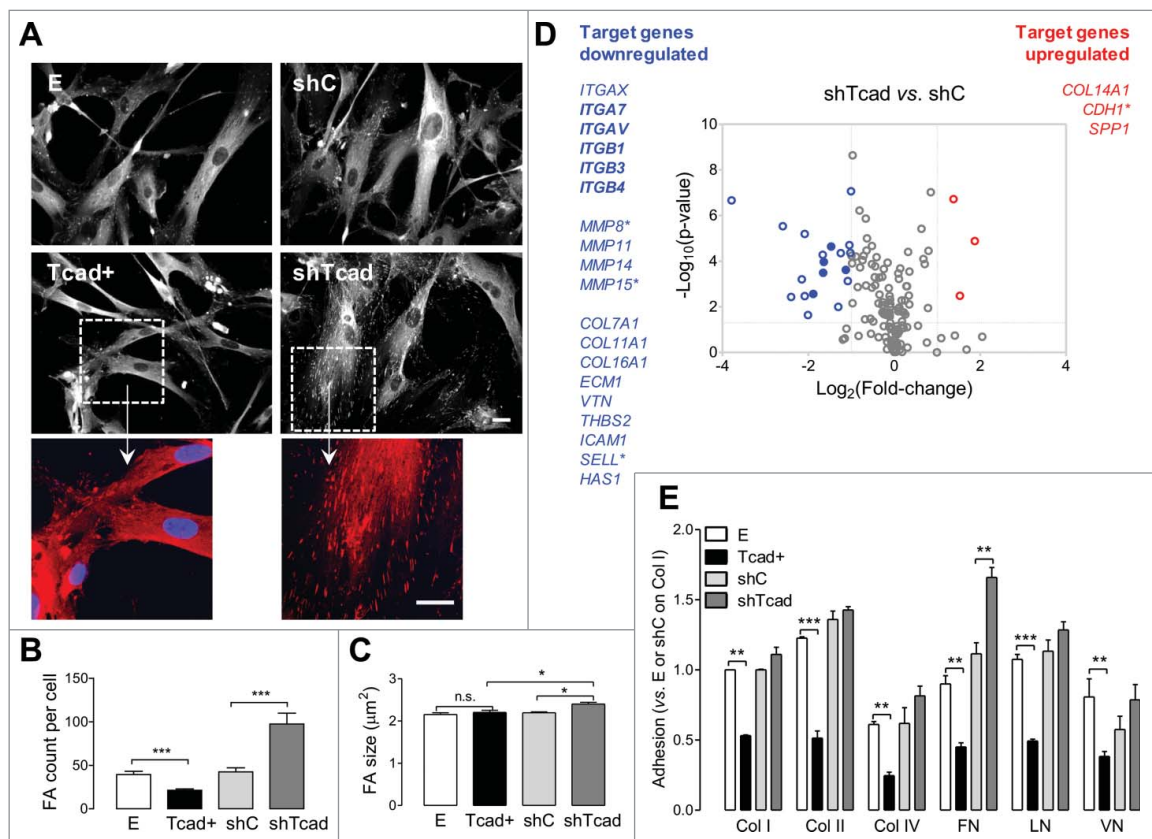 A
E
shC
Tcad+
shTcad
B
FA count per cell
100
50
0
***
***
E
Tcad+
shC
shTcad
C
FA size (μm²)
4
2
0
n.s.
*
*
E
Tcad+
shC
shTcad
D
Target genes
downregulated
ITGAX
ITGA7
ITGAV
ITGB1
ITGB3
ITGB4
MMP8*
MMP11
MMP14
MMP15*
COL7A1
COL11A1
COL16A1
ECM1
VTN
THBS2
ICAM1
SELL*
HAS1
Target genes
upregulated
COL14A1
CDH1*
SPP1
shTcad vs. shC
-Log₁₀(p-value)
10
8
6
4
2
0
-4
-2
0
2
4
Log₂(Fold-change)
E
Adhesion (vs. E or shC on Col I)
2.0
1.5
1.0
0.5
0.0
E
Tcad+
shC
shTcad
**
***
**
**
**
***
**
Col I
Col II
Col IV
FN
LN
VN